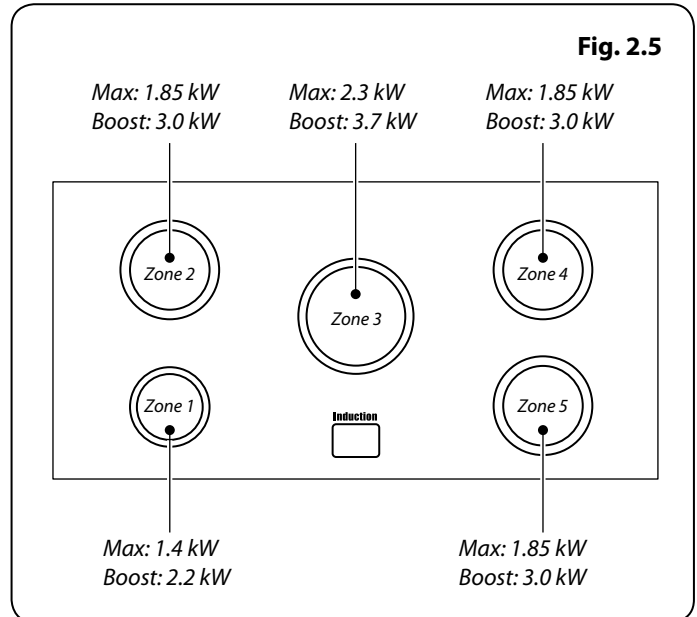 Fig. 2.5
Max: 1.85 kW
Boost: 3.0 kW
Max: 2.3 kW
Boost: 3.7 kW
Max: 1.85 kW
Boost: 3.0 kW
Zone 2
Zone 3
Zone 4
Zone 1
Zone 5
Induction
Max: 1.4 kW
Boost: 2.2 kW
Max: 1.85 kW
Boost: 3.0 kW